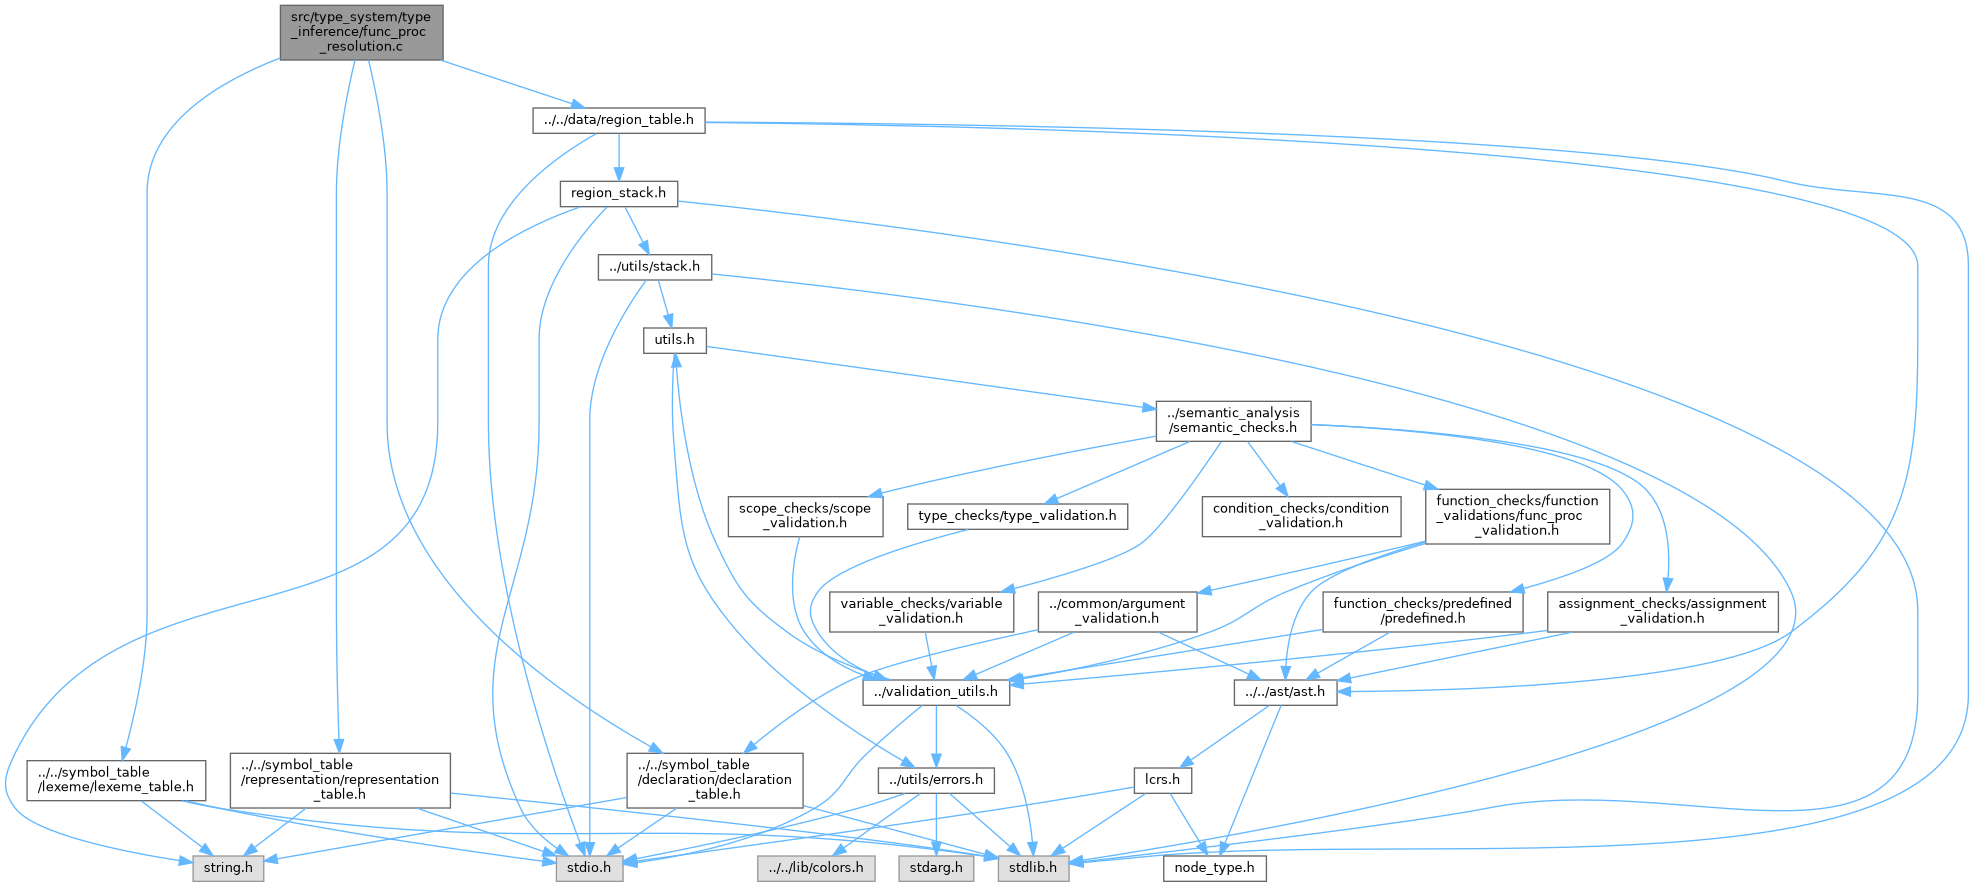 src/type_system/type
_inference/func_proc
_resolution.c
../../data/region_table.h
region_stack.h
../utils/stack.h
utils.h
../semantic_analysis
/semantic_checks.h
scope_checks/scope
_validation.h
type_checks/type_validation.h
condition_checks/condition
_validation.h
function_checks/function
_validations/func_proc
_validation.h
variable_checks/variable
_validation.h
../common/argument
_validation.h
function_checks/predefined
/predefined.h
assignment_checks/assignment
_validation.h
../validation_utils.h
../../ast/ast.h
../../symbol_table
/lexeme/lexeme_table.h
../../symbol_table
/representation/representation
_table.h
../../symbol_table
/declaration/declaration
_table.h
../utils/errors.h
lcrs.h
string.h
stdio.h
../../lib/colors.h
stdarg.h
stdlib.h
node_type.h